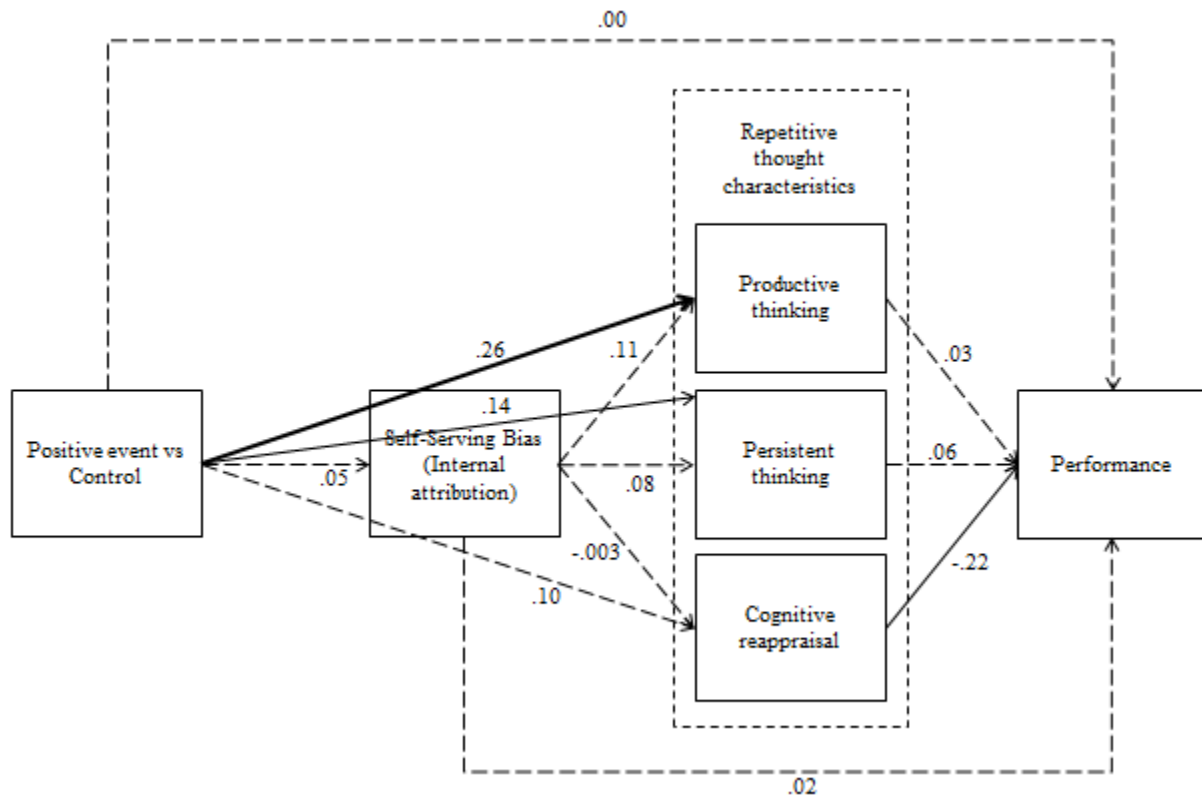 .00
Repetitive
thought
characteristics
Productive
thinking
.26
.11
.03
.14
Positive event vs
Control
Self-Serving Bias
(Internal
attribution)
Persistent
thinking
Performance
.05
.08
.06
-.003
.10
-.22
Cognitive
reappraisal
.02